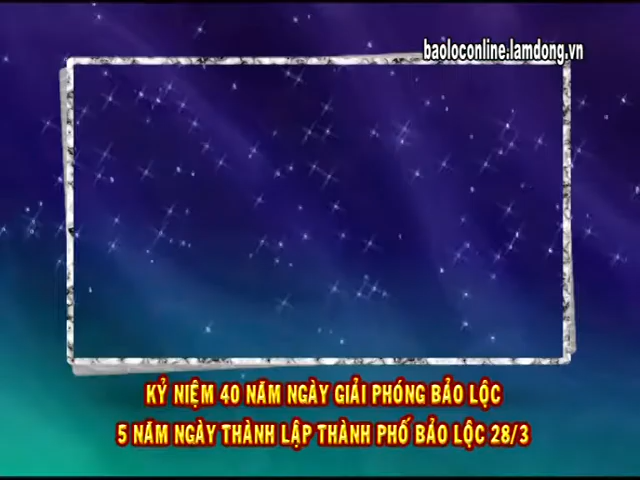 baoloconline.lamdong.vn
KỶ NIỆM 40 NĂM NGÀY GIẢI PHÓNG BẢO LỘC
5 NĂM NGÀY THÀNH LẬP THÀNH PHỐ BẢO LỘC 28/3